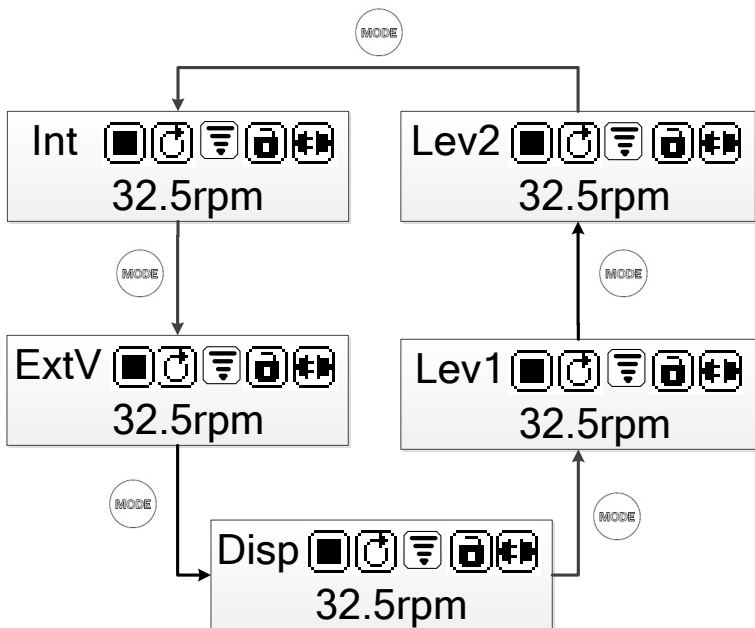 MODE
Int
32.5rpm
Lev2
32.5rpm
MODE
MODE
ExtV
32.5rpm
Lev1
32.5rpm
MODE
MODE
Disp
32.5rpm